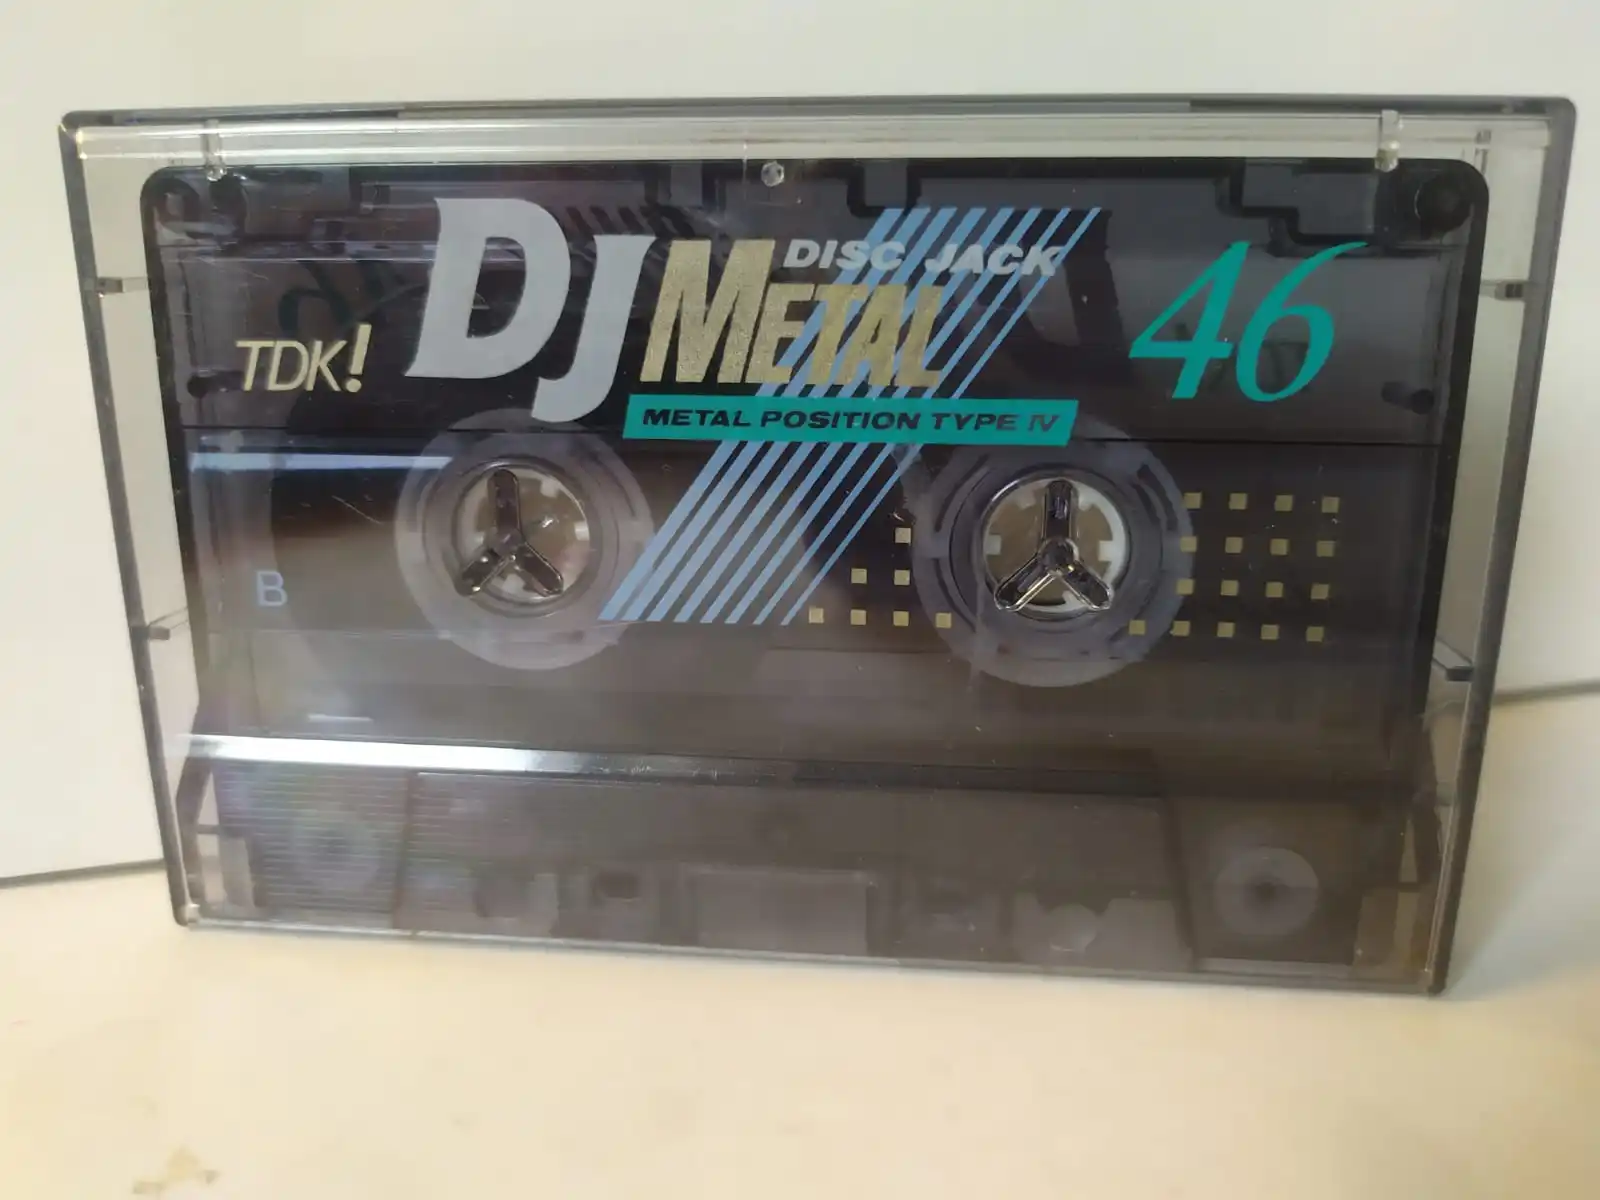 DISC JACK
DJ METAL
46
TDK!
METAL POSITION TYPE IV
B